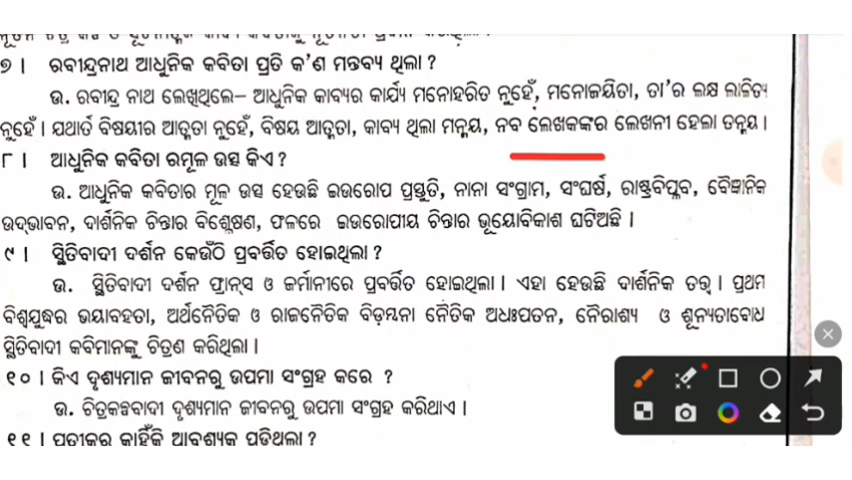 ୭ । ରବୀନ୍ଦ୍ରନାଥ ଆଧୁନିକ କବିତା ପ୍ରତି କ'ଣ ମନ୍ତବ୍ୟ ଥିଲା ?
ଉ. ରବୀନ୍ଦ୍ର ନାଥ ଲେଖିଥିଲେ– ଆଧୁନିକ କାବ୍ୟର କାର୍ଯ୍ୟ ମନୋହରିତ ନୁହେଁ, ମନୋଜୟିତା, ତା'ର ଲକ୍ଷ ଲାଳିତ୍ୟ
ନୁହେଁ । ଯଥାର୍ତ ବିଷୟୀର ଆତ୍ମତା ନୁହେଁ, ବିଷୟ ଆତ୍ମତା, କାବ୍ୟ ଥିଲା ମନ୍ମୟ, ନବ ଲେଖକଙ୍କର ଲେଖନୀ ହେଲା ତନ୍ମୟ ।
୮ । ଆଧୁନିକ କବିତା ରମୂଳ ଉତ୍ସ କିଏ ?
ଉ. ଆଧୁନିକ କବିତାର ମୂଳ ଉତ୍ସ ହେଉଛି ଇଉରୋପ ପ୍ରସ୍ତୁତି, ନାନା ସଂଗ୍ରାମ, ସଂଘର୍ଷ, ରାଷ୍ଟ୍ରବିପ୍ଳବ, ବୈଜ୍ଞାନିକ
ଉଦ୍‌ଭାବନ, ଦାର୍ଶନିକ ଚିନ୍ତାର ବିଶ୍ଳେଷଣ, ଫଳରେ ଇଉରୋପୀୟ ଚିନ୍ତାର ଭୂୟୋବିକାଶ ଘଟିଅଛି ।
୯ । ସ୍ଥିତିବାଦୀ ଦର୍ଶନ କେଉଁଠି ପ୍ରବର୍ତ୍ତିତ ହୋଇଥିଲା ?
ଉ. ସ୍ଥିତିବାଦୀ ଦର୍ଶନ ଫ୍ରାନ୍‌ସ ଓ ଜର୍ମାନୀରେ ପ୍ରବର୍ତ୍ତିତ ହୋଇଥିଲା । ଏହା ହେଉଛି ଦାର୍ଶନିକ ତତ୍ତ୍ୱ । ପ୍ରଥମ
ବିଶ୍ୱଯୁଦ୍ଧର ଭୟାବହତା, ଅର୍ଥନୈତିକ ଓ ରାଜନୈତିକ ବିଡ଼ମ୍ବନା ନୈତିକ ଅଧଃପତନ, ନୈରାଶ୍ୟ ଓ ଶୂନ୍ୟତାବୋଧ
ସ୍ଥିତିବାଦୀ କବିମାନଙ୍କୁ ଚିତ୍ରଣ କରିଥିଲା ।
୧୦ । କିଏ ଦୃଶ୍ୟମାନ ଜୀବନରୁ ଉପମା ସଂଗ୍ରହ କରେ ?
ଉ. ଚିତ୍ରକଳ୍ପବାଦୀ ଦୃଶ୍ୟମାନ ଜୀବନରୁ ଉପମା ସଂଗ୍ରହ କରିଥାଏ ।
୧୧ । ପ୍ରତୀକର କାହିଁକି ଆବଶ୍ୟକ ପଡିଥିଲା ?